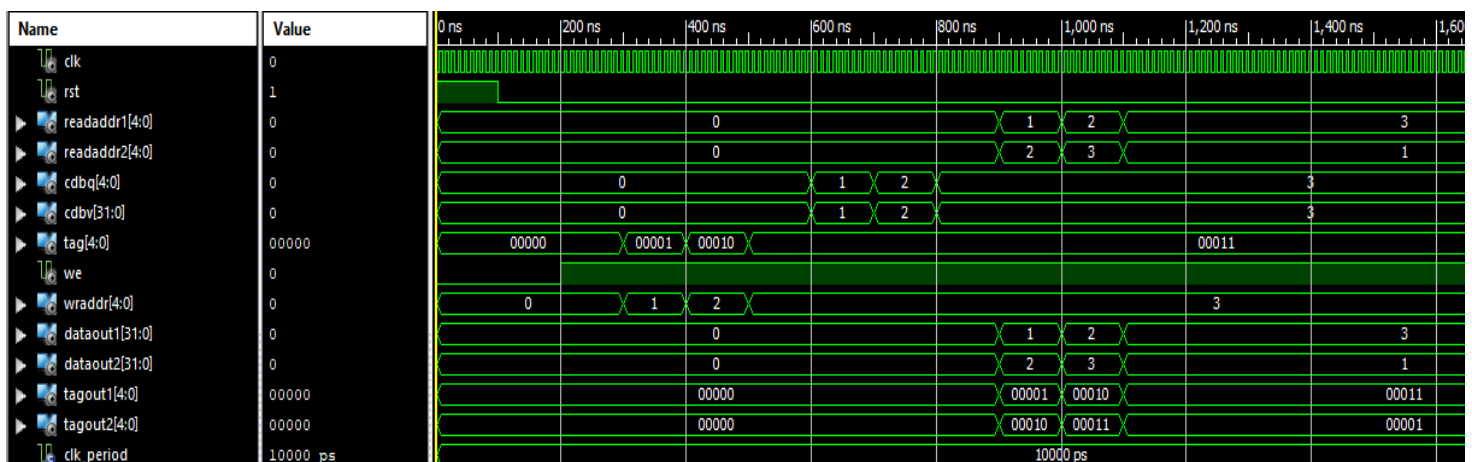 Name Value 0 ns 200 ns 400 ns 600 ns 800 ns 1,000 ns 1,200 ns 1,400 ns 1,60
clk 0
rst 1
readaddr1[4:0] 0 0 1 2 3
readaddr2[4:0] 0 0 2 3 1
cdbq[4:0] 0 0 1 2 3
cdbv[31:0] 0 0 1 2 3
tag[4:0] 00000 00000 00001 00010 00011
we 0
wraddr[4:0] 0 0 1 2 3
dataout1[31:0] 0 0 1 2 3
dataout2[31:0] 0 0 2 3 1
tagout1[4:0] 00000 00000 00001 00010 00011
tagout2[4:0] 00000 00000 00010 00011 00001
clk_period 10000 ps 10000 ps